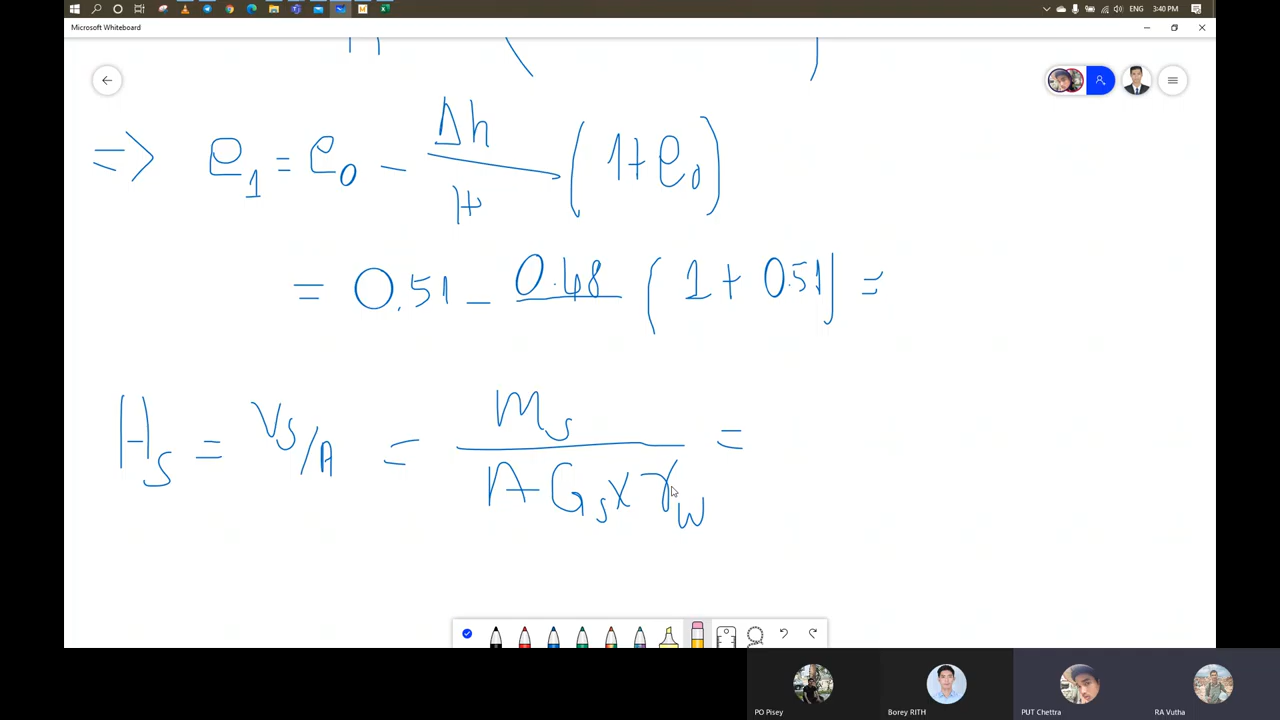 ENG 3:40 PM
Microsoft Whiteboard
=> e₁ = e₀ - Δh/H (1+e₀)
= 0.51 - 0.48 (1 + 0.51) =
Hₛ = Vₛ/A = Mₛ/(A Gₛ x γw) =
PO Pisey
Borey RITH
PUT Chettra
RA Vutha